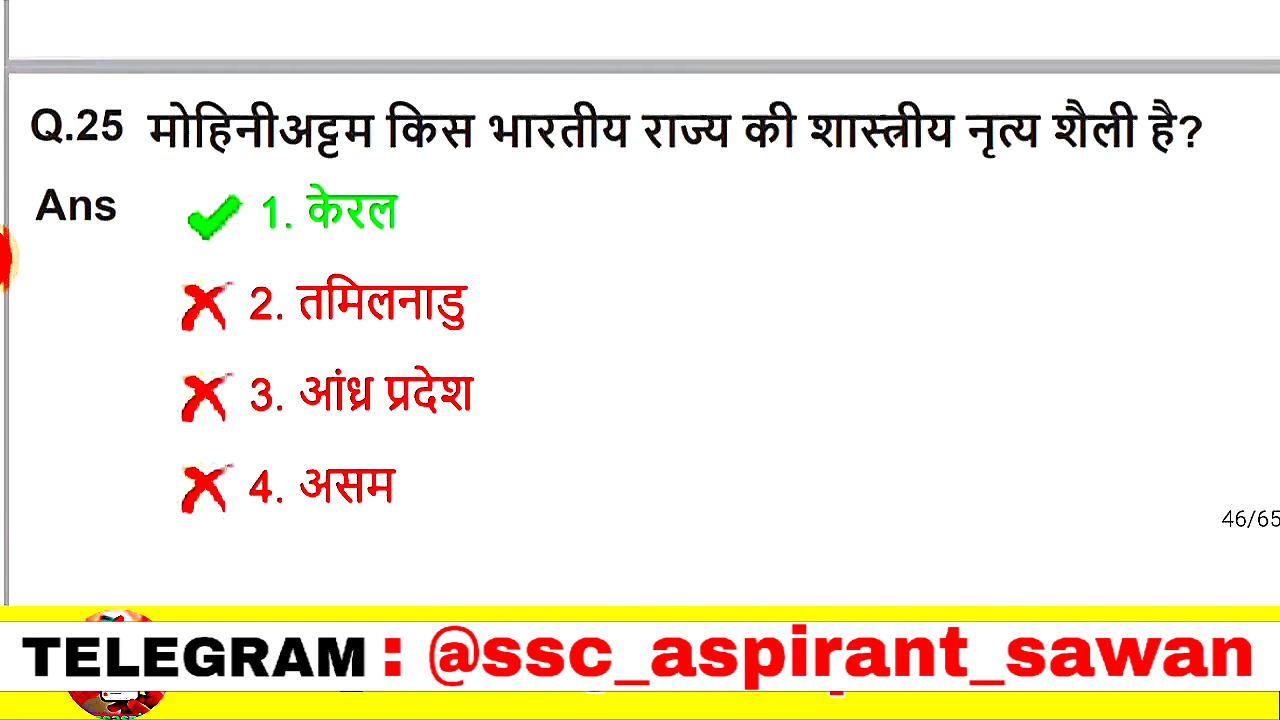 Q.25 मोहिनीअट्टम किस भारतीय राज्य की शास्त्रीय नृत्य शैली है?
Ans 1. केरल
2. तमिलनाडु
3. आंध्र प्रदेश
4. असम
46/65
TELEGRAM : @ssc_aspirant_sawan